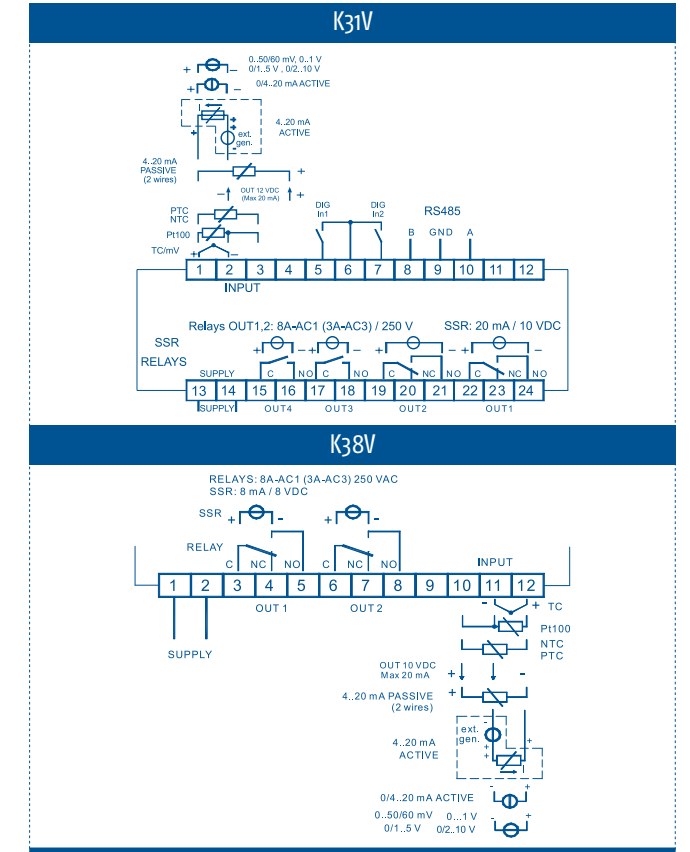 K31V
0..50/60 mV, 0..1 V
0/1..5 V , 0/2..10 V
+ –
0/4..20 mA ACTIVE
+ –
4..20 mA
ACTIVE
+
+
+
ext.
gen.
-
4..20 mA
PASSIVE
(2 wires)
+
– OUT 12 VDC +
(Max 20 mA)
PTC
NTC
Pt100
TC/mV + –
DIG
In1
DIG
In2
RS485
B GND A
1 2 3 4 5 6 7 8 9 10 11 12
INPUT
Relays OUT1,2: 8A-AC1 (3A-AC3) / 250 V SSR: 20 mA / 10 VDC
SSR + – + – + – + –
RELAYS
SUPPLY C NO C NO C NC NO C NC NO
13 14 15 16 17 18 19 20 21 22 23 24
SUPPLY OUT4 OUT3 OUT2 OUT1
K38V
RELAYS: 8A-AC1 (3A-AC3) 250 VAC
SSR: 8 mA / 8 VDC
SSR + - + -
RELAY
C NC NO C NC NO
INPUT
1 2 3 4 5 6 7 8 9 10 11 12
OUT 1 OUT 2
SUPPLY
- + TC
Pt100
NTC
PTC
OUT 10 VDC
Max 20 mA
+ -
4..20 mA PASSIVE
(2 wires)
+
-
ext.
gen.
+
+
+
4..20 mA
ACTIVE
0/4..20 mA ACTIVE
- +
0..50/60 mV 0...1 V
0/1..5 V 0/2..10 V
- +